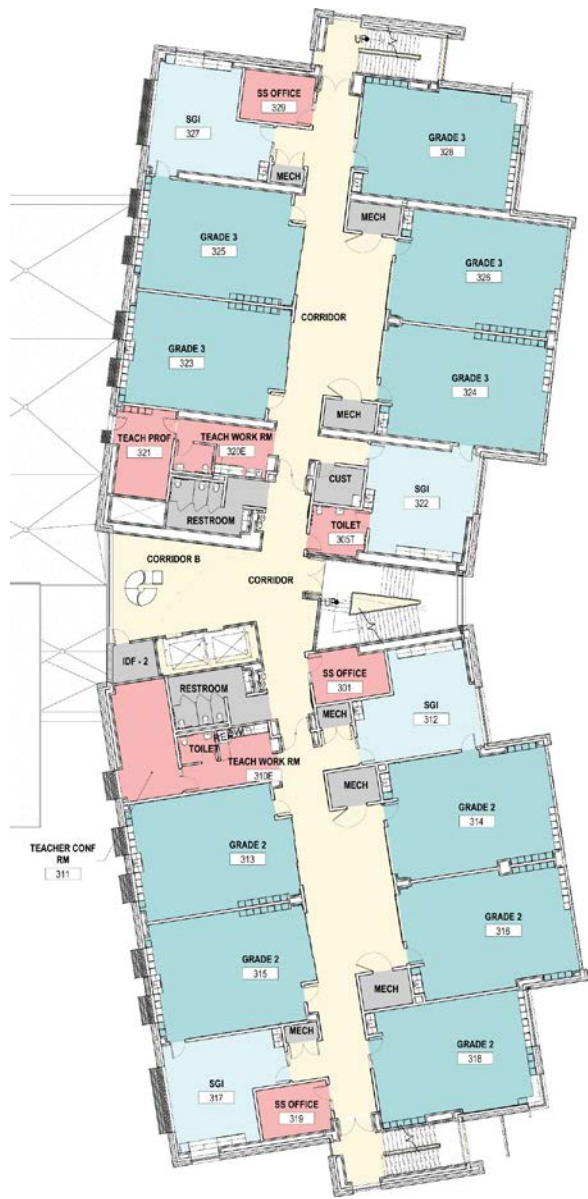 UP
SS OFFICE
329
SGI
327
GRADE 3
328
MECH
MECH
GRADE 3
325
GRADE 3
326
CORRIDOR
GRADE 3
323
GRADE 3
324
MECH
TEACH PROF
321
TEACH WORK RM
320E
CUST
SGI
322
RESTROOM
TOILET
305T
CORRIDOR B
CORRIDOR
UP
IDF - 2
SS OFFICE
301
RESTROOM
MECH
SGI
312
TOILET
TEACH WORK RM
310E
MECH
GRADE 2
314
TEACHER CONF
RM
311
GRADE 2
313
GRADE 2
316
GRADE 2
315
MECH
MECH
GRADE 2
318
SGI
317
SS OFFICE
319